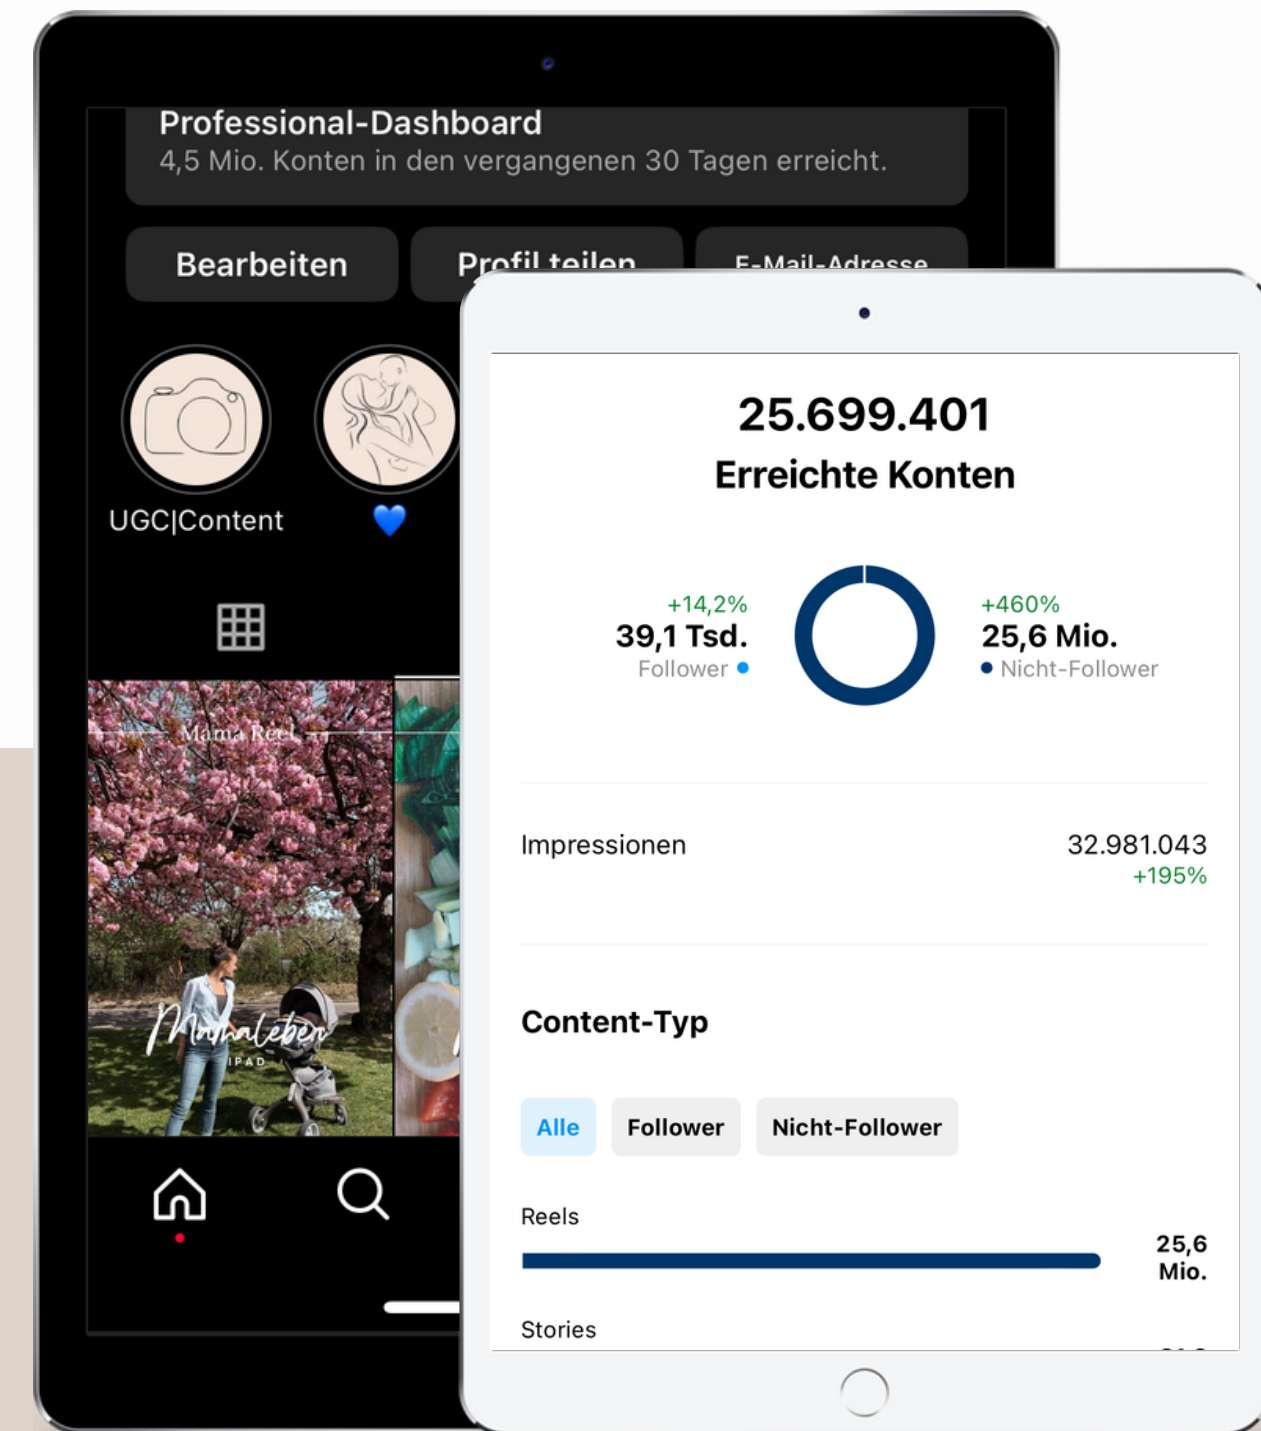 Professional-Dashboard
4,5 Mio. Konten in den vergangenen 30 Tagen erreicht.
Bearbeiten
Profil teilen
E-Mail-Adresse
UGC|Content
Mama Reel
Mamaleben
IPAD
25.699.401
Erreichte Konten
+14,2%
39,1 Tsd.
Follower
+460%
25,6 Mio.
Nicht-Follower
Impressionen
32.981.043
+195%
Content-Typ
Alle
Follower
Nicht-Follower
Reels
25,6
Mio.
Stories